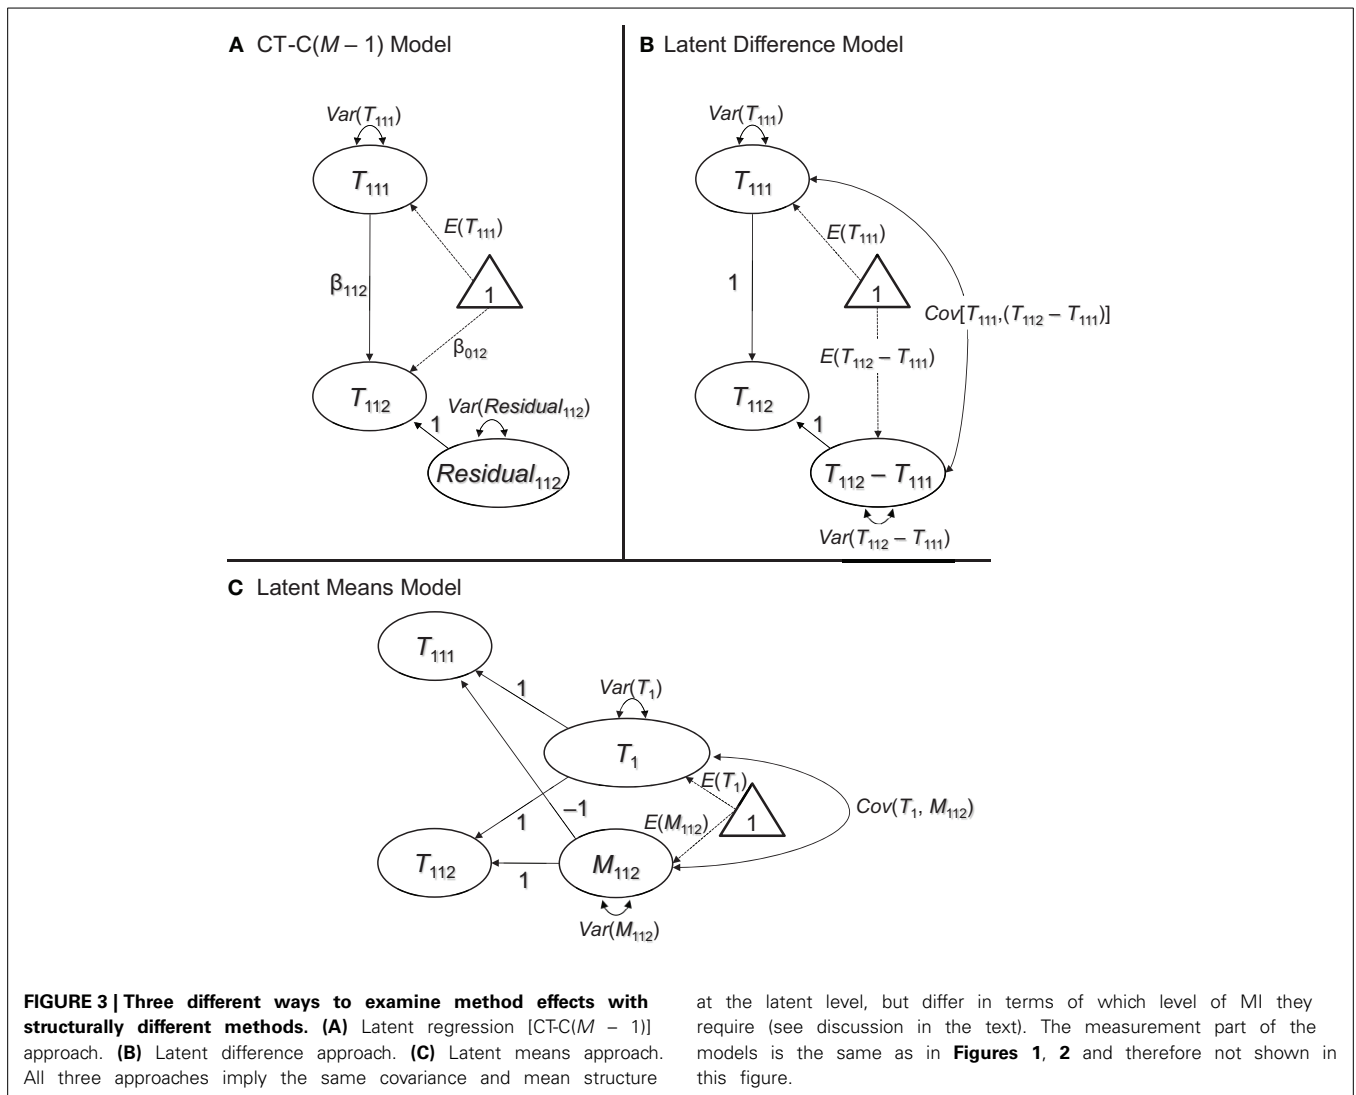 A CT-C(M – 1) Model
Var(T111)
T111
E(T111)
β112
1
β012
T112
Var(Residual112)
1
Residual112
B Latent Difference Model
Var(T111)
T111
E(T111)
1
1
Cov[T111,(T112 – T111)]
E(T112 – T111)
T112
1
T112 – T111
Var(T112 – T111)
C Latent Means Model
T111
1
Var(T1)
T1
E(T1)
–1
1
E(M112)
1
Cov(T1, M112)
T112
1
M112
Var(M112)
FIGURE 3 | Three different ways to examine method effects with
structurally different methods. (A) Latent regression [CT-C(M – 1)]
approach. (B) Latent difference approach. (C) Latent means approach.
All three approaches imply the same covariance and mean structure
at the latent level, but differ in terms of which level of MI they
require (see discussion in the text). The measurement part of the
models is the same as in Figures 1, 2 and therefore not shown in
this figure.